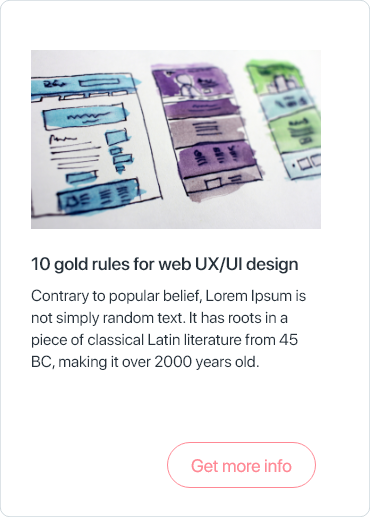 10 gold rules for web UX/UI design
Contrary to popular belief, Lorem Ipsum is
not simply random text. It has roots in a
piece of classical Latin literature from 45
BC, making it over 2000 years old.
Get more info